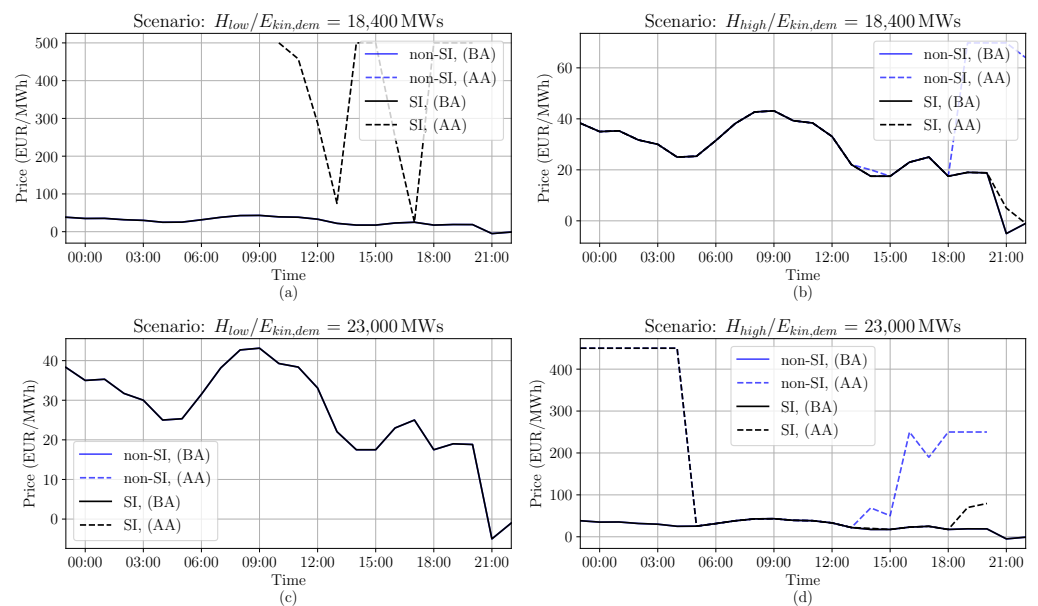 Scenario: H_low/E_kin,dem = 18,400 MWs
500
400
300
200
100
0
Price (EUR/MWh)
non-SI, (BA)
non-SI, (AA)
SI, (BA)
SI, (AA)
00:00 03:00 06:00 09:00 12:00 15:00 18:00 21:00
Time
(a)
Scenario: H_high/E_kin,dem = 18,400 MWs
60
40
20
0
Price (EUR/MWh)
non-SI, (BA)
non-SI, (AA)
SI, (BA)
SI, (AA)
00:00 03:00 06:00 09:00 12:00 15:00 18:00 21:00
Time
(b)
Scenario: H_low/E_kin,dem = 23,000 MWs
40
30
20
10
0
Price (EUR/MWh)
non-SI, (BA)
non-SI, (AA)
SI, (BA)
SI, (AA)
00:00 03:00 06:00 09:00 12:00 15:00 18:00 21:00
Time
(c)
Scenario: H_high/E_kin,dem = 23,000 MWs
400
300
200
100
0
Price (EUR/MWh)
non-SI, (BA)
non-SI, (AA)
SI, (BA)
SI, (AA)
00:00 03:00 06:00 09:00 12:00 15:00 18:00 21:00
Time
(d)